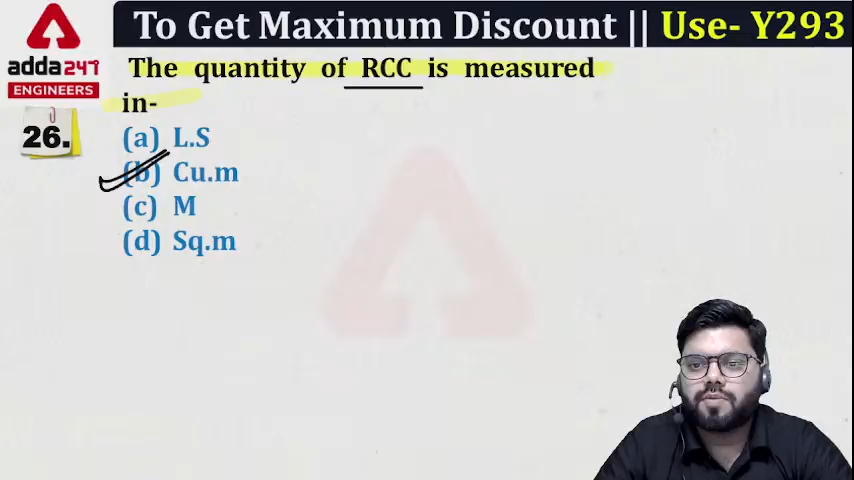 To Get Maximum Discount || Use- Y293
adda247
ENGINEERS
26.
The quantity of RCC is measured
in-
(a) L.S
(b) Cu.m
(c) M
(d) Sq.m